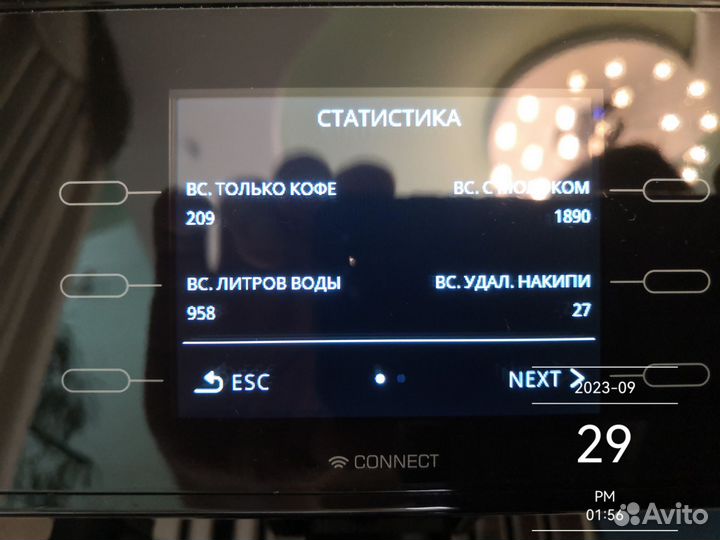 СТАТИСТИКА
ВС. ТОЛЬКО КОФЕ
209
ВС. С МОЛОКОМ
1890
ВС. ЛИТРОВ ВОДЫ
958
ВС. УДАЛ. НАКИПИ
27
ESC
NEXT
CONNECT
2023-09
29
PM
01:56
Avito